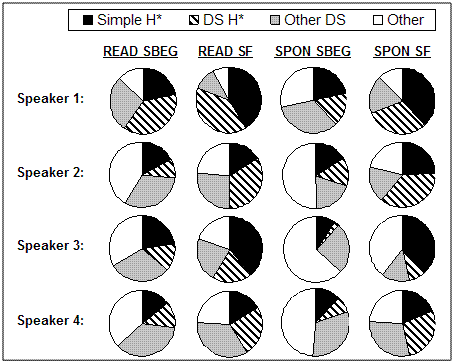 Simple H* DS H* Other DS Other
READ SBEG READ SF SPON SBEG SPON SF
Speaker 1:
Speaker 2:
Speaker 3:
Speaker 4: